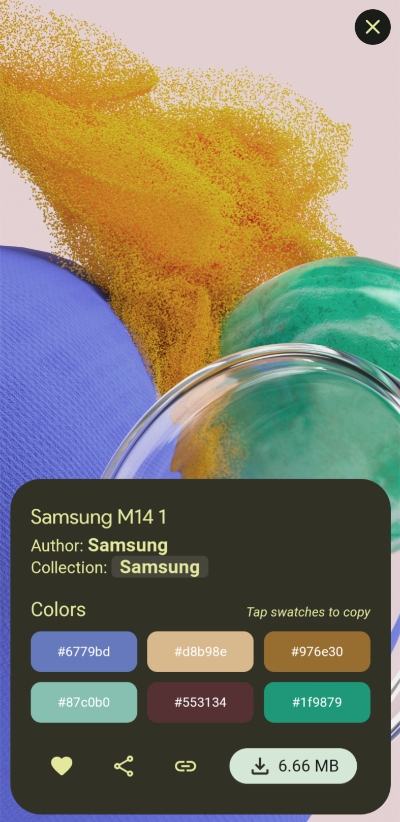 Samsung M14 1
Author: Samsung
Collection: Samsung
Colors
Tap swatches to copy
#6779bd
#d8b98e
#976e30
#87c0b0
#553134
#1f9879
6.66 MB